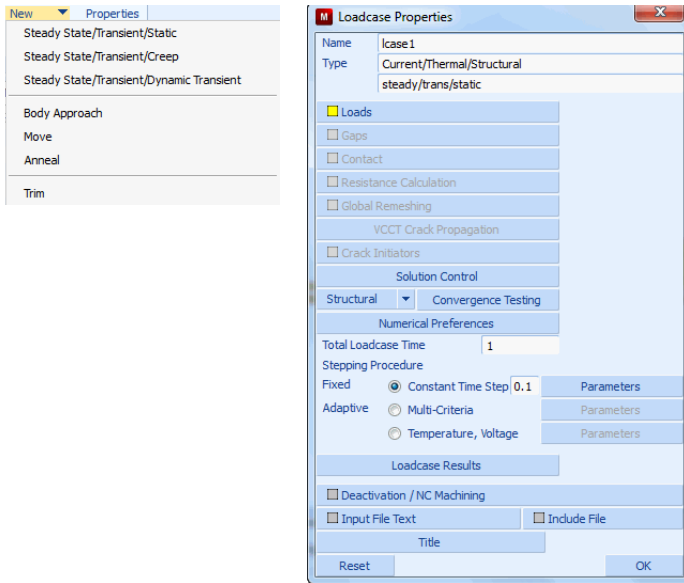 New Properties
Steady State/Transient/Static
Steady State/Transient/Creep
Steady State/Transient/Dynamic Transient
Body Approach
Move
Anneal
Trim
M Loadcase Properties X
Name lcase1
Type Current/Thermal/Structural
steady/trans/static
Loads
Gaps
Contact
Resistance Calculation
Global Remeshing
VCCT Crack Propagation
Crack Initiators
Solution Control
Structural Convergence Testing
Numerical Preferences
Total Loadcase Time 1
Stepping Procedure
Fixed Constant Time Step 0.1 Parameters
Adaptive Multi-Criteria Parameters
Temperature, Voltage Parameters
Loadcase Results
Deactivation / NC Machining
Input File Text Include File
Title
Reset OK